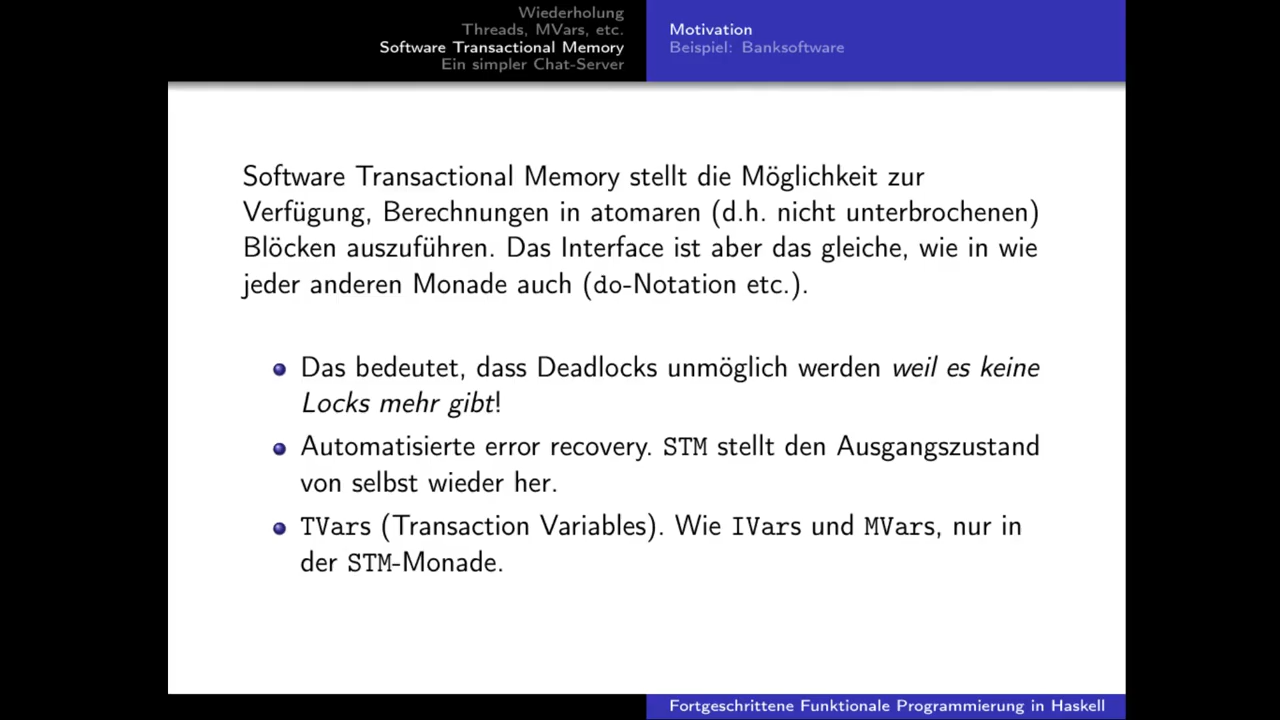 Wiederholung
Threads, MVars, etc.
Software Transactional Memory
Ein simpler Chat-Server
Motivation
Beispiel: Banksoftware
Software Transactional Memory stellt die Möglichkeit zur
Verfügung, Berechnungen in atomaren (d.h. nicht unterbrochenen)
Blöcken auszuführen. Das Interface ist aber das gleiche, wie in wie
jeder anderen Monade auch (do-Notation etc.).
Das bedeutet, dass Deadlocks unmöglich werden weil es keine
Locks mehr gibt!
Automatisierte error recovery. STM stellt den Ausgangszustand
von selbst wieder her.
TVars (Transaction Variables). Wie IVars und MVars, nur in
der STM-Monade.
Fortgeschrittene Funktionale Programmierung in Haskell